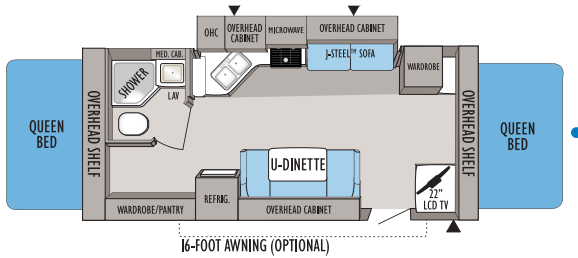 OHC
OVERHEAD
CABINET
MICROWAVE
OVERHEAD CABINET
MED. CAB.
J-STEEL™ SOFA
SHOWER
LAV
WARDROBE
QUEEN
BED
OVERHEAD SHELF
OVERHEAD SHELF
QUEEN
BED
U-DINETTE
REFRIG.
22"
LCD TV
WARDROBE/PANTRY
OVERHEAD CABINET
16-FOOT AWNING (OPTIONAL)